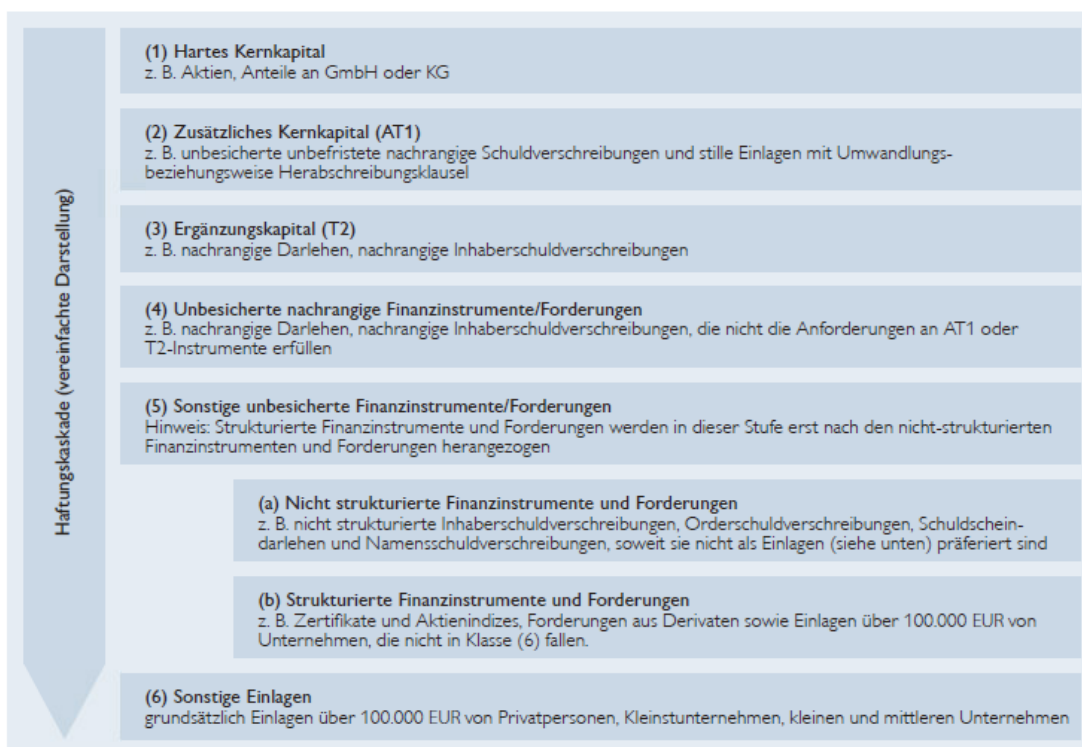 Haftungskaskade (vereinfachte Darstellung)
(1) Hartes Kernkapital
z. B. Aktien, Anteile an GmbH oder KG
(2) Zusätzliches Kernkapital (AT1)
z. B. unbesicherte unbefristete nachrangige Schuldverschreibungen und stille Einlagen mit Umwandlungs-
beziehungsweise Herabschreibungsklausel
(3) Ergänzungskapital (T2)
z. B. nachrangige Darlehen, nachrangige Inhaberschuldverschreibungen
(4) Unbesicherte nachrangige Finanzinstrumente/Forderungen
z. B. nachrangige Darlehen, nachrangige Inhaberschuldverschreibungen, die nicht die Anforderungen an AT1 oder
T2-Instrumente erfüllen
(5) Sonstige unbesicherte Finanzinstrumente/Forderungen
Hinweis: Strukturierte Finanzinstrumente und Forderungen werden in dieser Stufe erst nach den nicht-strukturierten
Finanzinstrumenten und Forderungen herangezogen
(a) Nicht strukturierte Finanzinstrumente und Forderungen
z. B. nicht strukturierte Inhaberschuldverschreibungen, Orderschuldverschreibungen, Schuldschein-
darlehen und Namensschuldverschreibungen, soweit sie nicht als Einlagen (siehe unten) präferiert sind
(b) Strukturierte Finanzinstrumente und Forderungen
z. B. Zertifikate und Aktienindizes, Forderungen aus Derivaten sowie Einlagen über 100.000 EUR von
Unternehmen, die nicht in Klasse (6) fallen.
(6) Sonstige Einlagen
grundsätzlich Einlagen über 100.000 EUR von Privatpersonen, Kleinstunternehmen, kleinen und mittleren Unternehmen